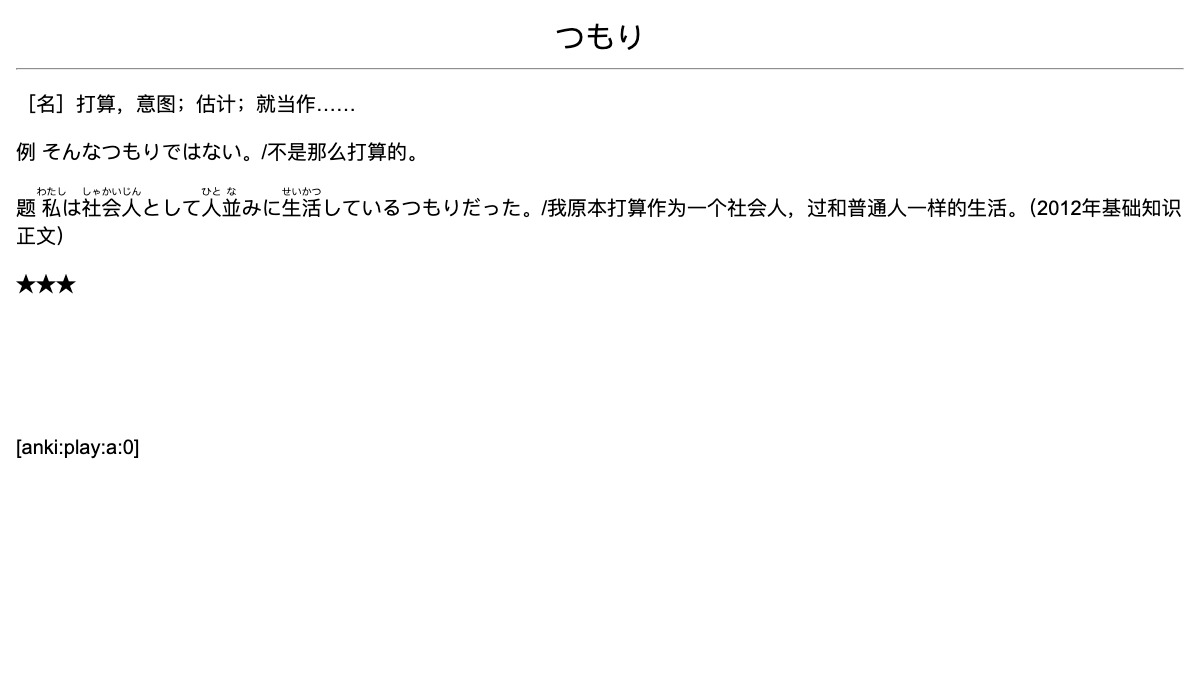 つもり
［名］打算，意图；估计；就当作……
例 そんなつもりではない。/不是那么打算的。
わたし しゃかいじん ひと な せいかつ
题 私は社会人として人並みに生活しているつもりだった。/我原本打算作为一个社会人，过和普通人一样的生活。（2012年基础知识
正文）
★★★
[anki:play:a:0]